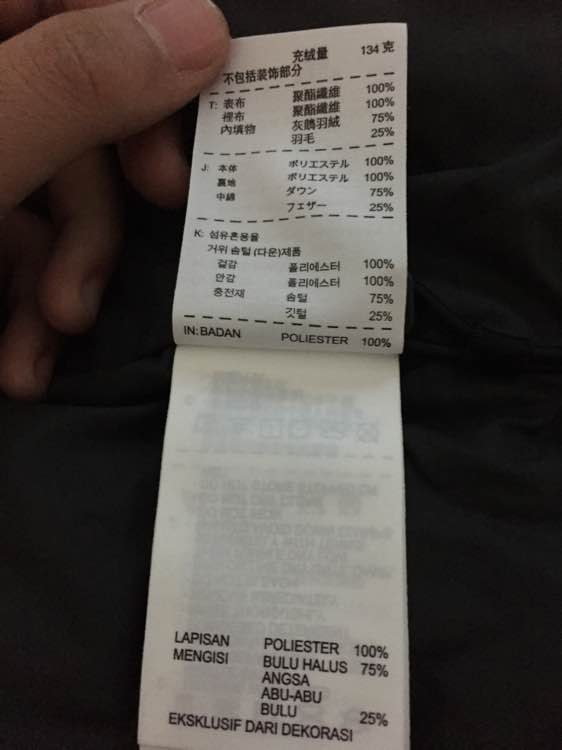 充绒量 134 克
不包括装饰部分
T: 表布 聚酯纖維 100%
裡布 聚酯纖維 100%
內填物 灰鵝羽絨 75%
羽毛 25%
J: 本体 ポリエステル 100%
裏地 ポリエステル 100%
中綿 ダウン 75%
フェザー 25%
K: 섬유혼용율
거위 솜털 (다운)제품
겉감 폴리에스터 100%
안감 폴리에스터 100%
충전재 솜털 75%
깃털 25%
IN: BADAN POLIESTER 100%
LAPISAN POLIESTER 100%
MENGISI BULU HALUS 75%
ANGSA
ABU-ABU
BULU 25%
EKSKLUSIF DARI DEKORASI